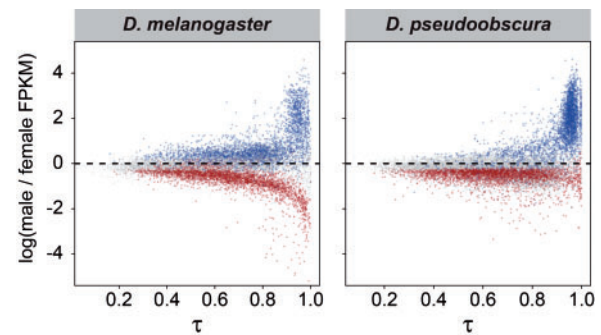 D. melanogaster
D. pseudoobscura
log(male / female FPKM)
4
2
0
-2
-4
0.2 0.4 0.6 0.8 1.0
0.2 0.4 0.6 0.8 1.0
τ
τ